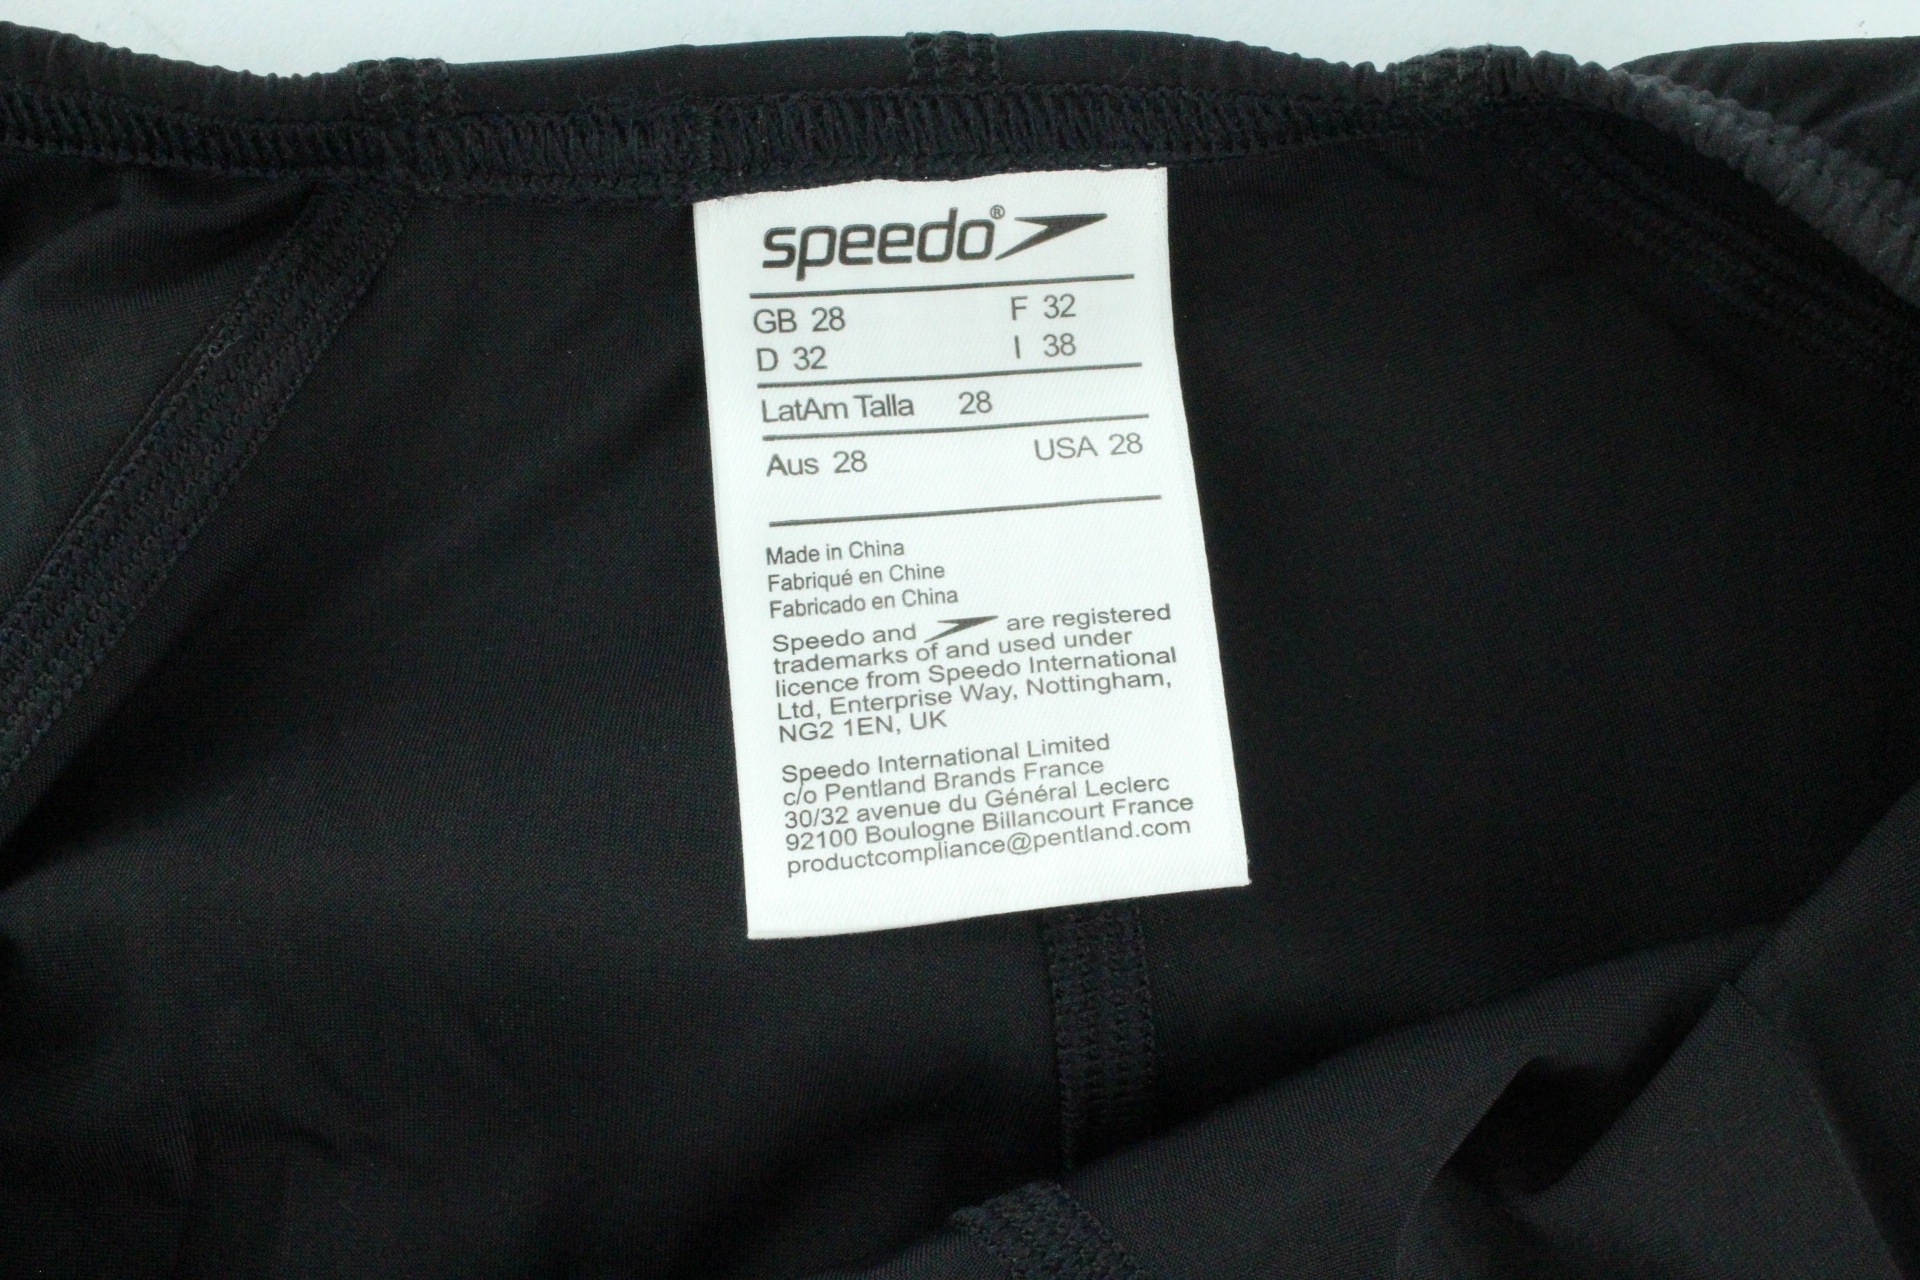 speedo®
GB 28 F 32
D 32 I 38
LatAm Talla 28
Aus 28 USA 28
Made in China
Fabriqué en Chine
Fabricado en China
Speedo and are registered
trademarks of and used under
licence from Speedo International
Ltd, Enterprise Way, Nottingham,
NG2 1EN, UK
Speedo International Limited
c/o Pentland Brands France
30/32 avenue du Général Leclerc
92100 Boulogne Billancourt France
productcompliance@pentland.com